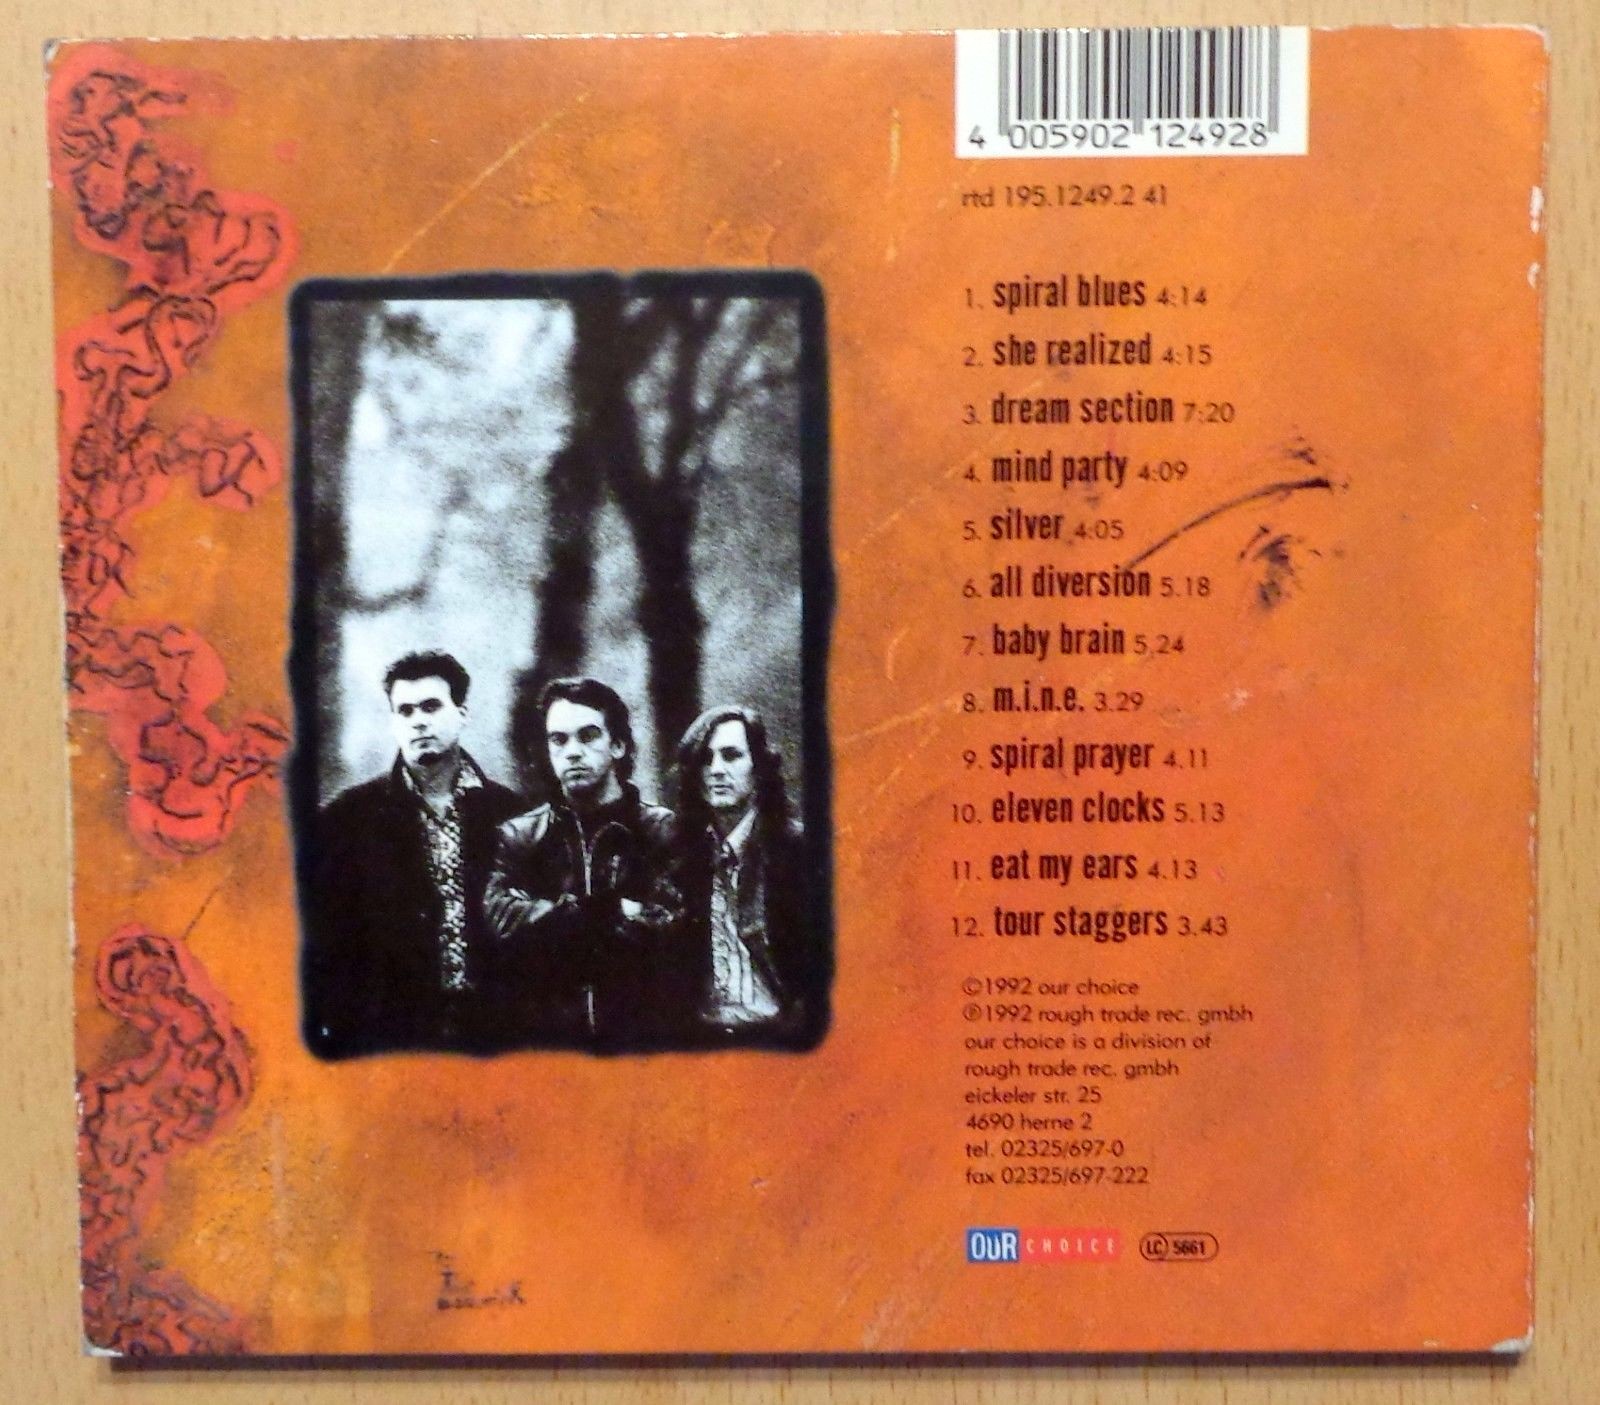 4 005902 124928
rtd 195.1249.2 41
1. spiral blues 4:14
2. she realized 4:15
3. dream section 7:20
4. mind party 4:09
5. silver 4:05
6. all diversion 5.18
7. baby brain 5.24
8. m.i.n.e. 3.29
9. spiral prayer 4.11
10. eleven clocks 5.13
11. eat my ears 4.13
12. tour staggers 3.43
©1992 our choice
℗1992 rough trade rec. gmbh
our choice is a division of
rough trade rec. gmbh
eickeler str. 25
4690 herne 2
tel. 02325/697-0
fax 02325/697-222
OUR CHOICE LC 5661